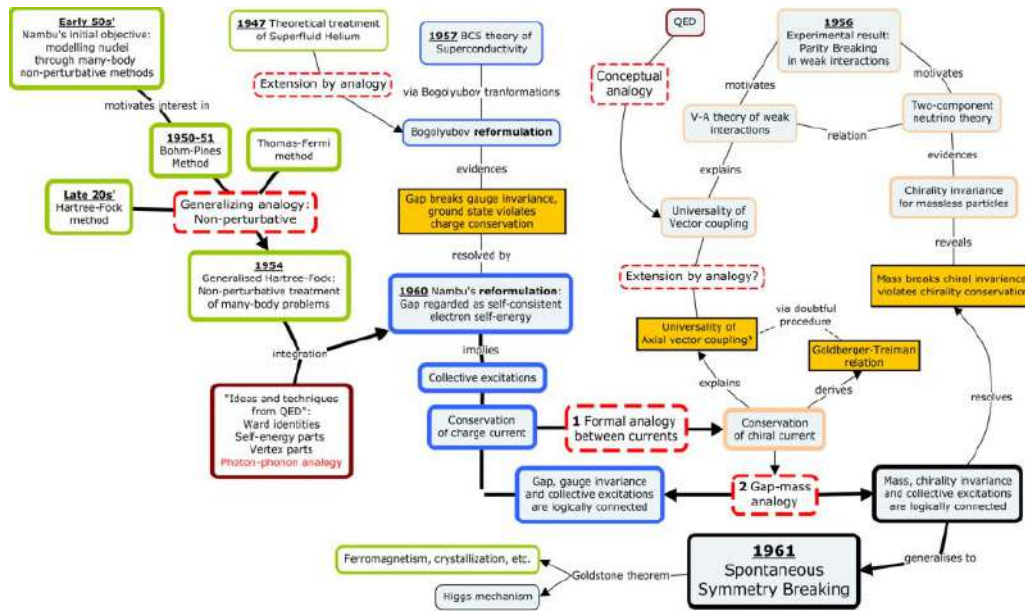 Early 50s'
Nambu's initial objective:
modelling nuclei
through many-body
non-perturbative methods
motivates interest in
1950-51
Bohm-Pines
Method
Thomas-Fermi
method
Late 20s'
Hartree-Fock
method
Generalizing analogy:
Non-perturbative
1954
Generalised Hartree-Fock:
Non-perturbative treatment
of many-body problems
integration
"Ideas and techniques
from QED":
Ward identities
Self-energy parts
Vertex parts
Photon-phonon analogy
1947 Theoretical treatment
of Superfluid Helium
Extension by analogy
1957 BCS theory of
Superconductivity
via Bogolyubov tranformations
Bogolyubov reformulation
evidences
Gap breaks gauge invariance,
ground state violates
charge conservation
resolved by
1960 Nambu's reformulation:
Gap regarded as self-consistent
electron self-energy
implies
Collective excitations
Conservation
of charge current
1 Formal analogy
between currents
Gap, gauge invariance
and collective excitations
are logically connected
QED
Conceptual
analogy
1956
Experimental result:
Parity Breaking
in weak interactions
motivates
motivates
V-A theory of weak
interactions
relation
Two-component
neutrino theory
explains
evidences
Universality of
Vector coupling
Chirality invariance
for massless particles
Extension by analogy?
reveals
Mass breaks chiral invariance
violates chirality conservation
via doubtful
procedure
Universality of
Axial vector coupling?
Goldberger-Treiman
relation
explains
derives
resolves
Conservation
of chiral current
2 Gap-mass
analogy
Mass, chirality invariance
and collective excitations
are logically connected
generalises to
1961
Spontaneous
Symmetry Breaking
Goldstone theorem
Ferromagnetism, crystallization, etc.
Higgs mechanism